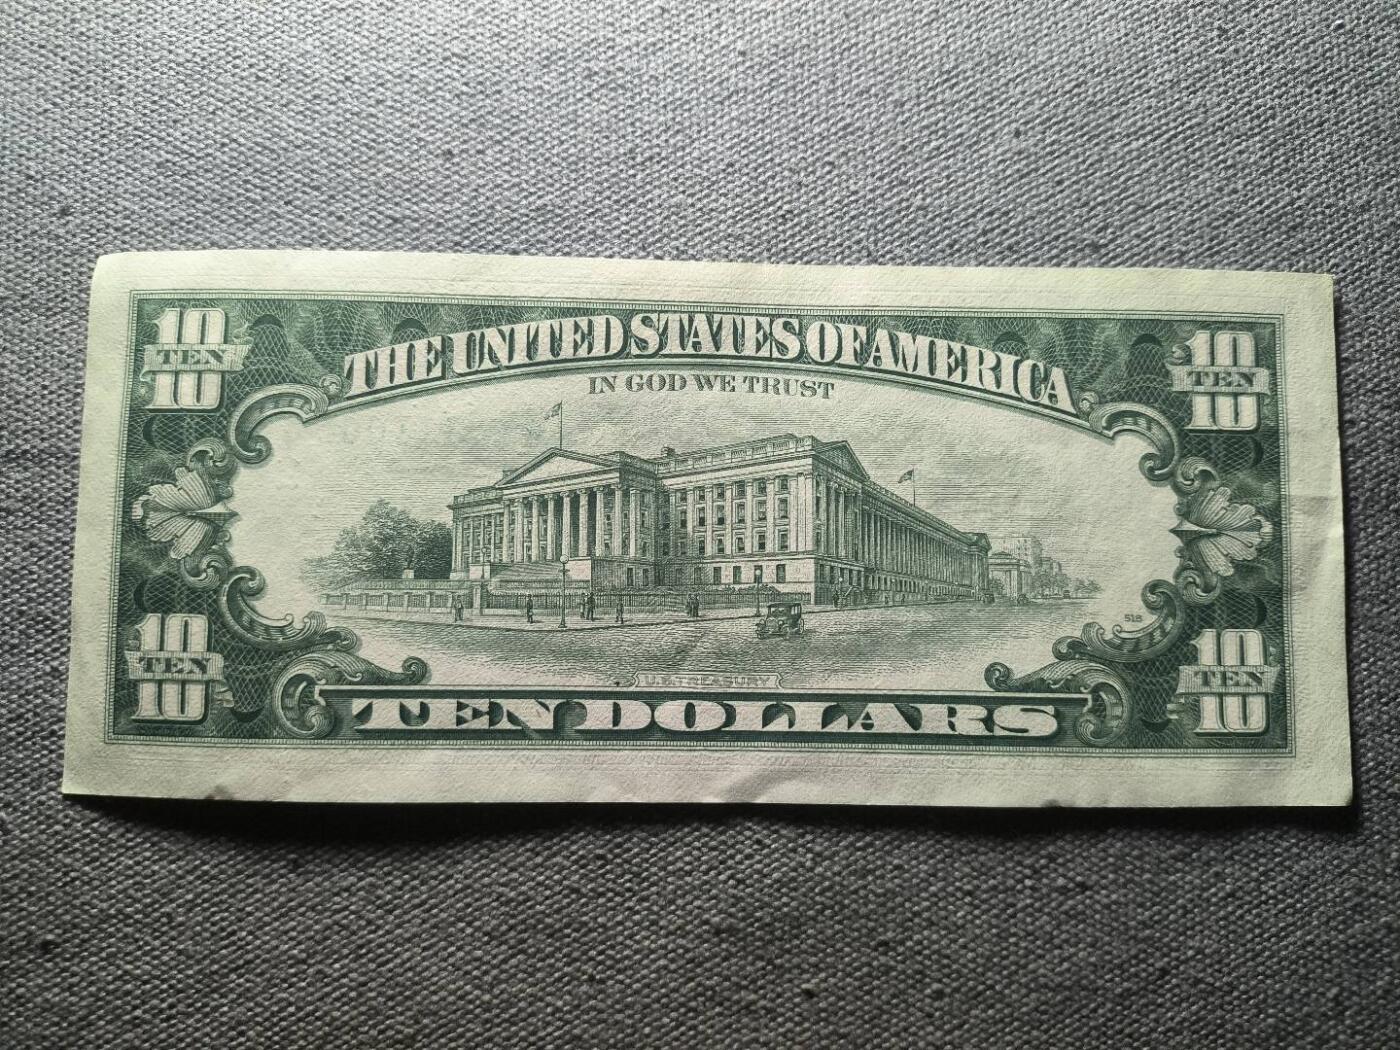 10 TEN 10
THE UNITED STATES OF AMERICA
10 TEN 10
IN GOD WE TRUST
518
10 TEN 10
U.S. TREASURY
10 TEN 10
TEN DOLLARS